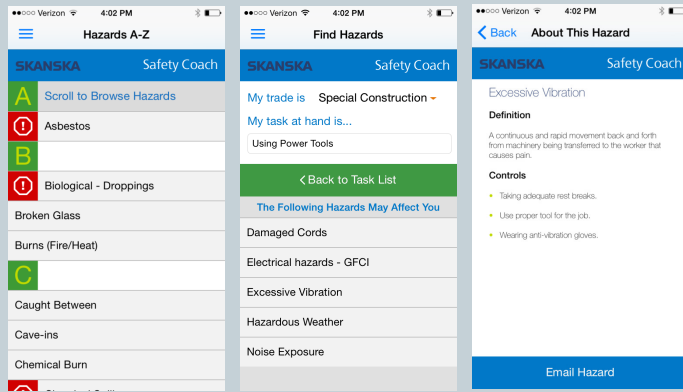 Verizon 4:02 PM
Hazards A-Z
SKANSKA Safety Coach
A Scroll to Browse Hazards
Asbestos
B
Biological - Droppings
Broken Glass
Burns (Fire/Heat)
C
Caught Between
Cave-ins
Chemical Burn
Verizon 4:02 PM
Find Hazards
SKANSKA Safety Coach
My trade is Special Construction
My task at hand is...
Using Power Tools
Back to Task List
The Following Hazards May Affect You
Damaged Cords
Electrical hazards - GFCI
Excessive Vibration
Hazardous Weather
Noise Exposure
Verizon 4:02 PM
Back About This Hazard
SKANSKA Safety Coach
Excessive Vibration
Definition
A continuous and rapid movement back and forth
from machinery being transferred to the worker that
causes pain.
Controls
• Taking adequate rest breaks.
• Use proper tool for the job.
• Wearing anti-vibration gloves.
Email Hazard